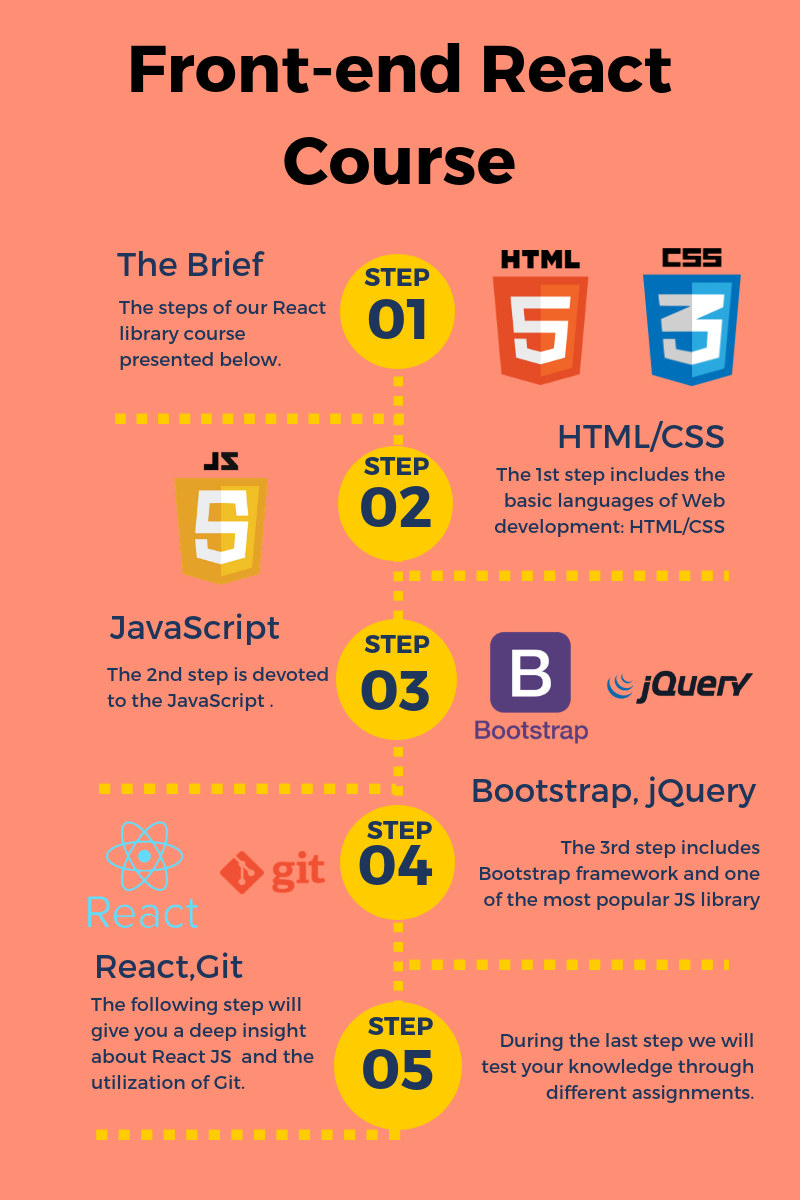 Front-end React
Course
The Brief
The steps of our React
library course
presented below.
STEP
01
HTML
5
CSS
3
HTML/CSS
The 1st step includes the
basic languages of Web
development: HTML/CSS
JS
STEP
02
JavaScript
The 2nd step is devoted
to the JavaScript .
STEP
03
B
Bootstrap
jQuery
Bootstrap, jQuery
The 3rd step includes
Bootstrap framework and one
of the most popular JS library
React
git
STEP
04
React,Git
The following step will
give you a deep insight
about React JS  and the
utilization of Git.
STEP
05
During the last step we will
test your knowledge through
different assignments.